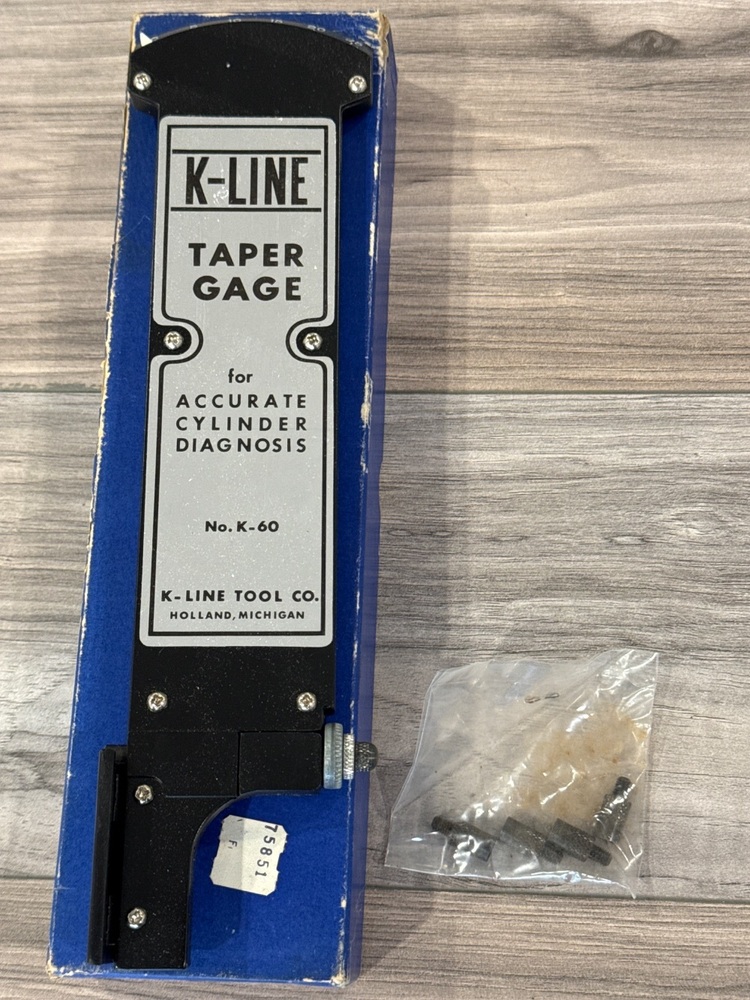 K-LINE
TAPER
GAGE
for
ACCURATE
CYLINDER
DIAGNOSIS
No. K-60
K-LINE TOOL CO.
HOLLAND, MICHIGAN
75851